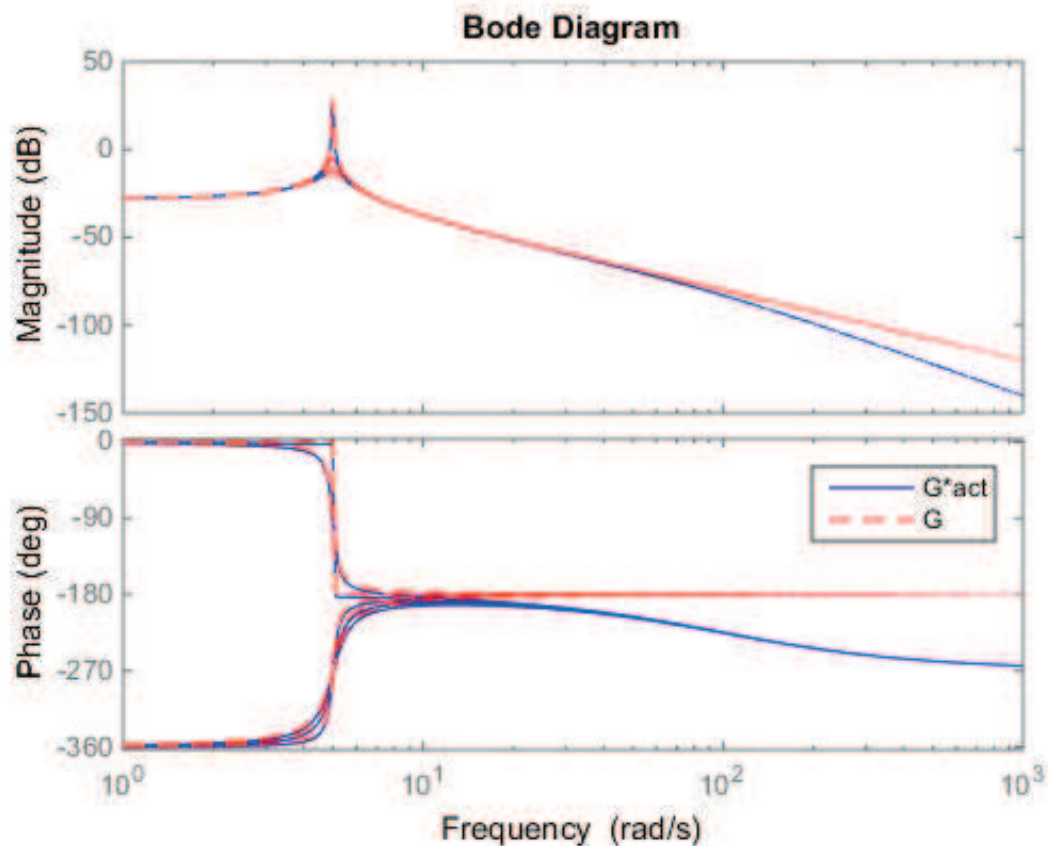 Bode Diagram
Magnitude (dB)
50
0
-50
-100
-150
Phase (deg)
0
-90
-180
-270
-360
G*act
G
10^0
10^1
10^2
10^3
Frequency (rad/s)